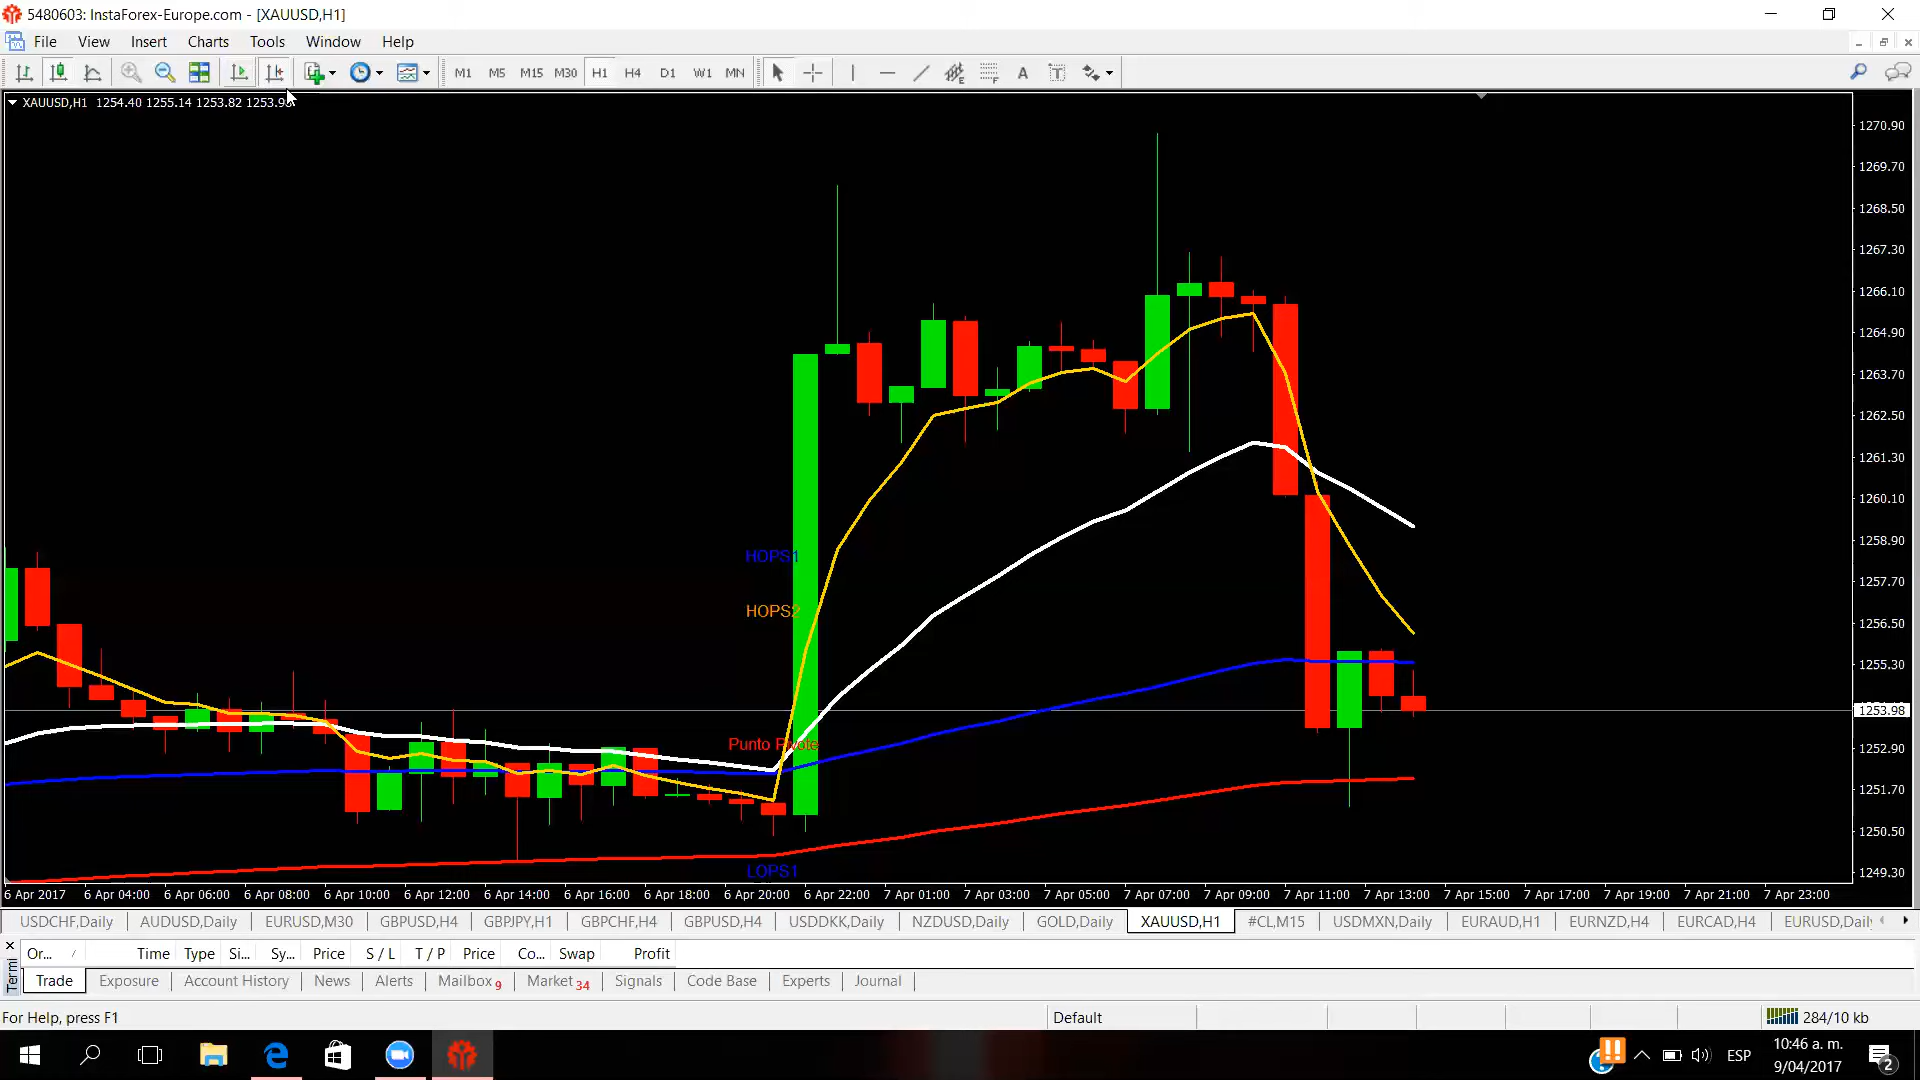 5480603: InstaForex-Europe.com - [XAUUSD,H1]
File View Insert Charts Tools Window Help
M1 M5 M15 M30 H1 H4 D1 W1 MN A T
XAUUSD,H1 1254.40 1255.14 1253.82 1253.98
1270.90
1269.70
1268.50
1267.30
1266.10
1264.90
1263.70
1262.50
1261.30
1260.10
1258.90
HOPS1
1257.70
HOPS2
1256.50
1255.30
1253.98
Punto Pivote
1252.90
1251.70
1250.50
LOPS1
1249.30
6 Apr 2017 6 Apr 04:00 6 Apr 06:00 6 Apr 08:00 6 Apr 10:00 6 Apr 12:00 6 Apr 14:00 6 Apr 16:00 6 Apr 18:00 6 Apr 20:00 6 Apr 22:00 7 Apr 01:00 7 Apr 03:00 7 Apr 05:00 7 Apr 07:00 7 Apr 09:00 7 Apr 11:00 7 Apr 13:00 7 Apr 15:00 7 Apr 17:00 7 Apr 19:00 7 Apr 21:00 7 Apr 23:00
USDCHF,Daily AUDUSD,Daily EURUSD,M30 GBPUSD,H4 GBPJPY,H1 GBPCHF,H4 GBPUSD,H4 USDDKK,Daily NZDUSD,Daily GOLD,Daily XAUUSD,H1 #CL,M15 USDMXN,Daily EURAUD,H1 EURNZD,H4 EURCAD,H4 EURUSD,Daily
Or... / Time Type Si... Sy... Price S / L T / P Price Co... Swap Profit
Termi
Trade Exposure Account History News Alerts Mailbox 9 Market 34 Signals Code Base Experts Journal
For Help, press F1 Default 284/10 kb
ESP 10:46 a. m.
9/04/2017 2